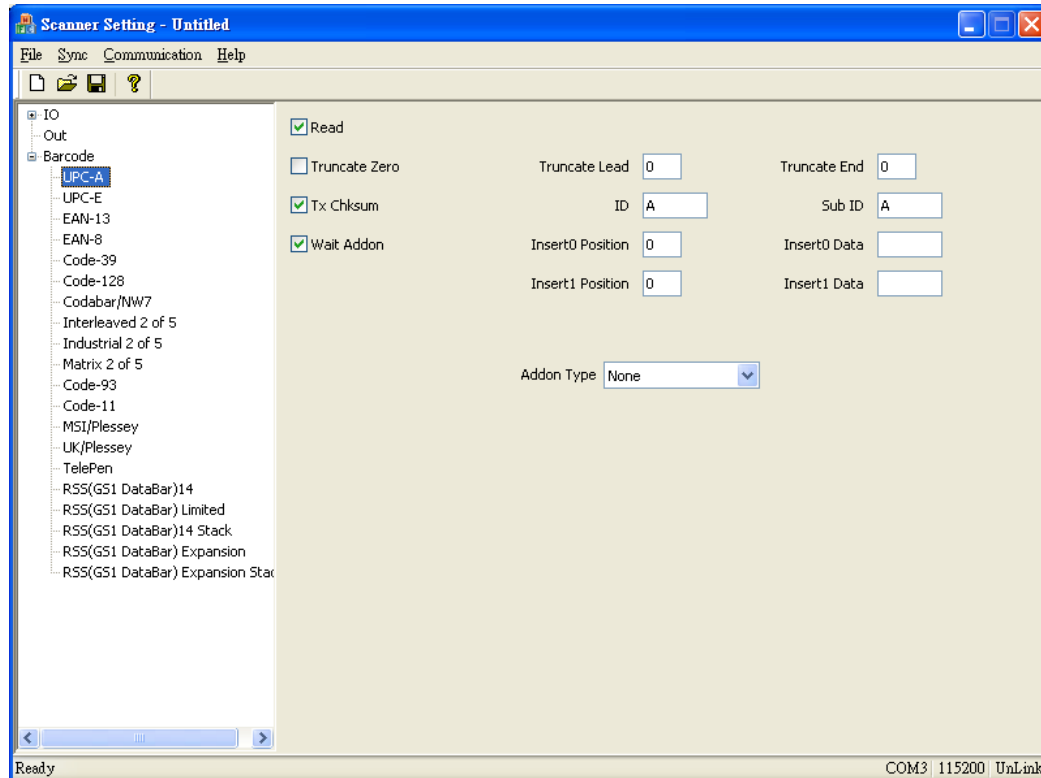 Scanner Setting - Untitled
File Sync Communication Help
IO
Out
Barcode
UPC-A
UPC-E
EAN-13
EAN-8
Code-39
Code-128
Codabar/NW7
Interleaved 2 of 5
Industrial 2 of 5
Matrix 2 of 5
Code-93
Code-11
MSI/Plessey
UK/Plessey
TelePen
RSS(GS1 DataBar)14
RSS(GS1 DataBar) Limited
RSS(GS1 DataBar)14 Stack
RSS(GS1 DataBar) Expansion
RSS(GS1 DataBar) Expansion Stac
Read
Truncate Zero Truncate Lead 0 Truncate End 0
Tx Chksum ID A Sub ID A
Wait Addon Insert0 Position 0 Insert0 Data
Insert1 Position 0 Insert1 Data
Addon Type None
Ready COM3 115200 UnLink